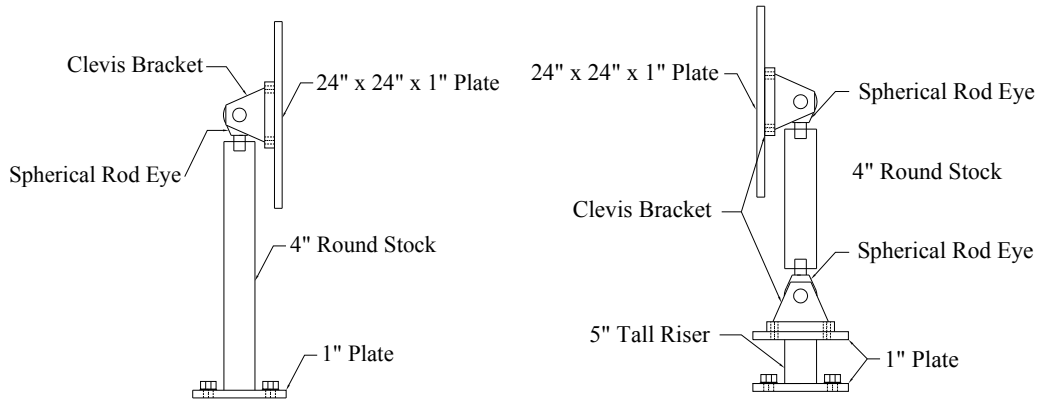 Clevis Bracket
24" x 24" x 1" Plate
Spherical Rod Eye
4" Round Stock
1" Plate
24" x 24" x 1" Plate
Spherical Rod Eye
4" Round Stock
Clevis Bracket
Spherical Rod Eye
5" Tall Riser
1" Plate